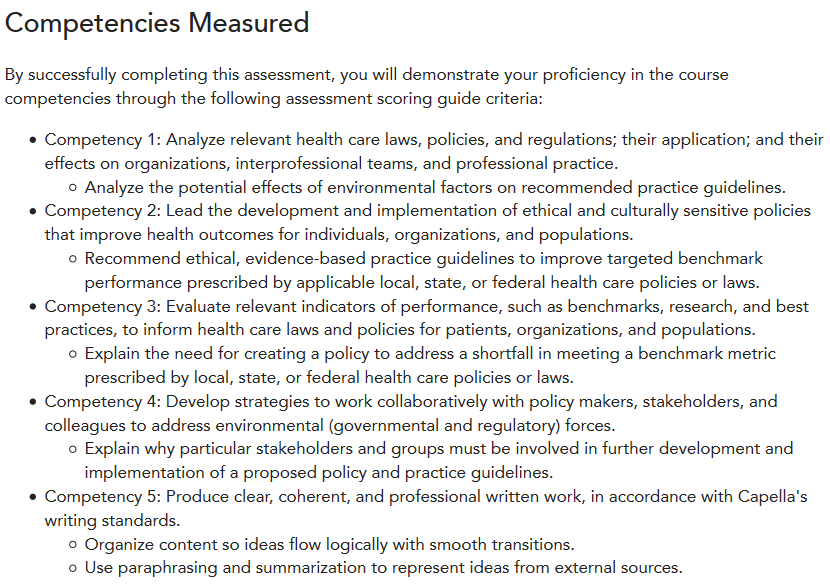 Competencies Measured
By successfully completing this assessment, you will demonstrate your proficiency in the course
competencies through the following assessment scoring guide criteria:
• Competency 1: Analyze relevant health care laws, policies, and regulations; their application; and their
effects on organizations, interprofessional teams, and professional practice.
◦ Analyze the potential effects of environmental factors on recommended practice guidelines.
• Competency 2: Lead the development and implementation of ethical and culturally sensitive policies
that improve health outcomes for individuals, organizations, and populations.
◦ Recommend ethical, evidence-based practice guidelines to improve targeted benchmark
performance prescribed by applicable local, state, or federal health care policies or laws.
• Competency 3: Evaluate relevant indicators of performance, such as benchmarks, research, and best
practices, to inform health care laws and policies for patients, organizations, and populations.
◦ Explain the need for creating a policy to address a shortfall in meeting a benchmark metric
prescribed by local, state, or federal health care policies or laws.
• Competency 4: Develop strategies to work collaboratively with policy makers, stakeholders, and
colleagues to address environmental (governmental and regulatory) forces.
◦ Explain why particular stakeholders and groups must be involved in further development and
implementation of a proposed policy and practice guidelines.
• Competency 5: Produce clear, coherent, and professional written work, in accordance with Capella's
writing standards.
◦ Organize content so ideas flow logically with smooth transitions.
◦ Use paraphrasing and summarization to represent ideas from external sources.